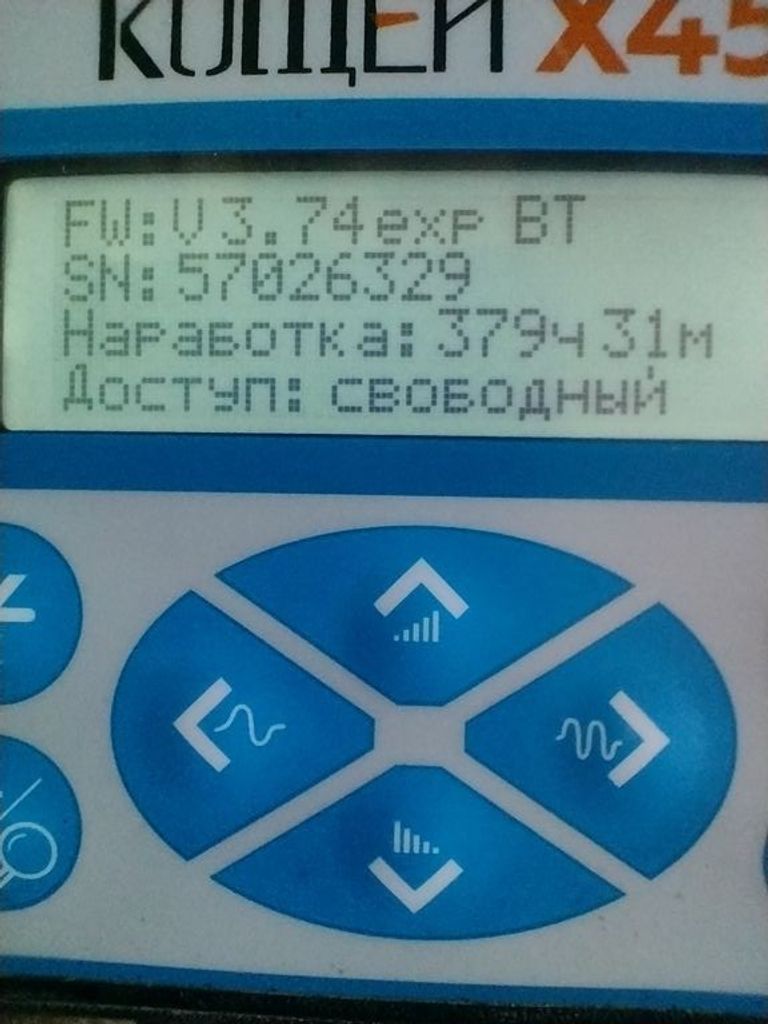 КОЩЕЙ X45
FW:V3.74exp BT
SN:57026329
Наработка:379ч31м
Доступ: свободный